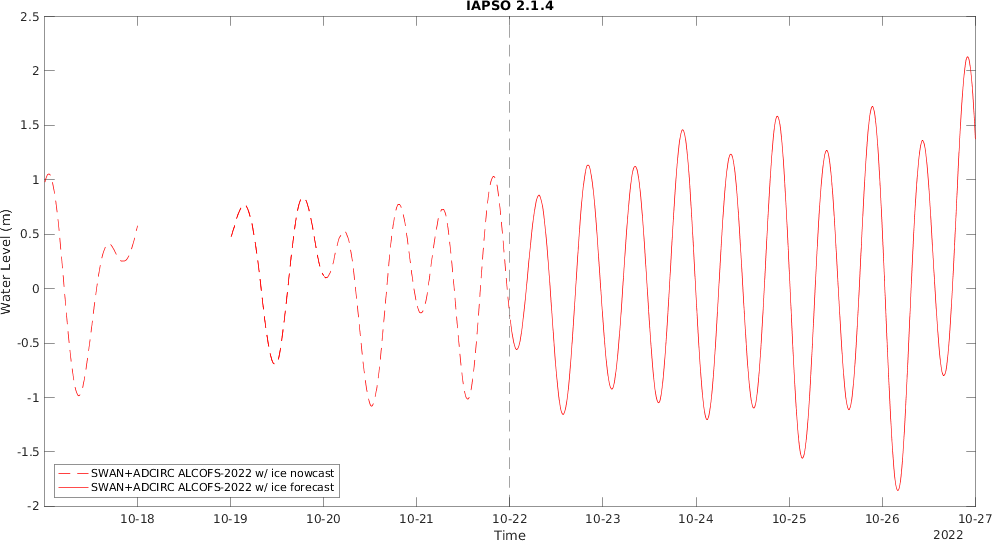 IAPSO 2.1.4
2.5
2
1.5
1
0.5
0
-0.5
-1
-1.5
-2
Water Level (m)
SWAN+ADCIRC ALCOFS-2022 w/ ice nowcast
SWAN+ADCIRC ALCOFS-2022 w/ ice forecast
10-18 10-19 10-20 10-21 10-22 10-23 10-24 10-25 10-26 10-27
Time
2022